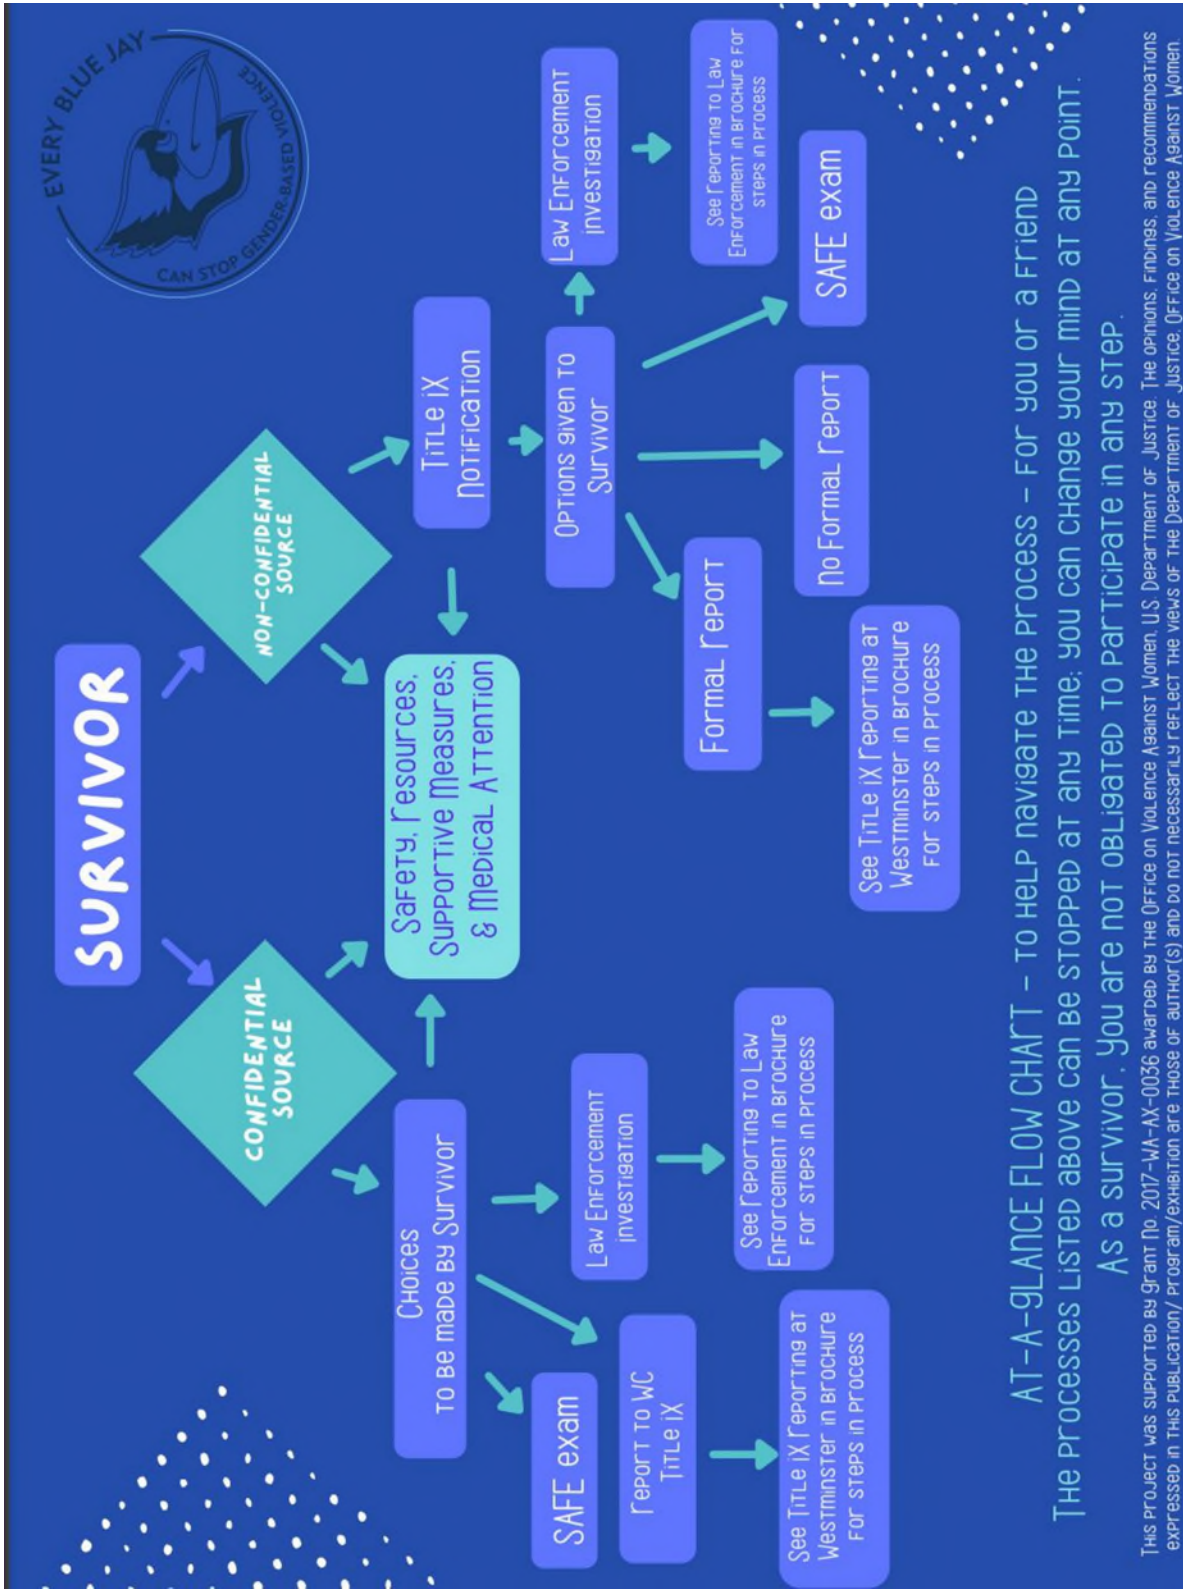 EVERY BLUE JAY
CAN STOP GENDER-BASED VIOLENCE
SURVIVOR
CONFIDENTIAL
SOURCE
NON-CONFIDENTIAL
SOURCE
Safety, Resources,
Supportive Measures,
& Medical Attention
Choices
to be made by Survivor
SAFE exam
Report to WC
Title IX
See Title IX Reporting at
Westminster in Brochure
for steps in process
Law Enforcement
Investigation
See Reporting to Law
Enforcement in Brochure
for steps in Process
Title IX
Notification
Options given to
Survivor
Formal Report
See Title IX Reporting at
Westminster in Brochure
for steps in Process
No Formal Report
SAFE exam
Law Enforcement
Investigation
See Reporting to Law
Enforcement in Brochure for
steps in Process
AT-A-GLANCE FLOW CHART - to help navigate the process - for you or a friend
The processes listed above can be stopped at any time; you can change your mind at any point.
As a survivor, you are not obligated to participate in any step.
This project was supported by Grant No. 2017-WA-AX-0036 awarded by the Office on Violence Against Women, U.S. Department of Justice. The opinions, findings, and recommendations
expressed in this publication/ program/exhibition are those of author(s) and do not necessarily reflect the views of the Department of Justice, Office on Violence Against Women.